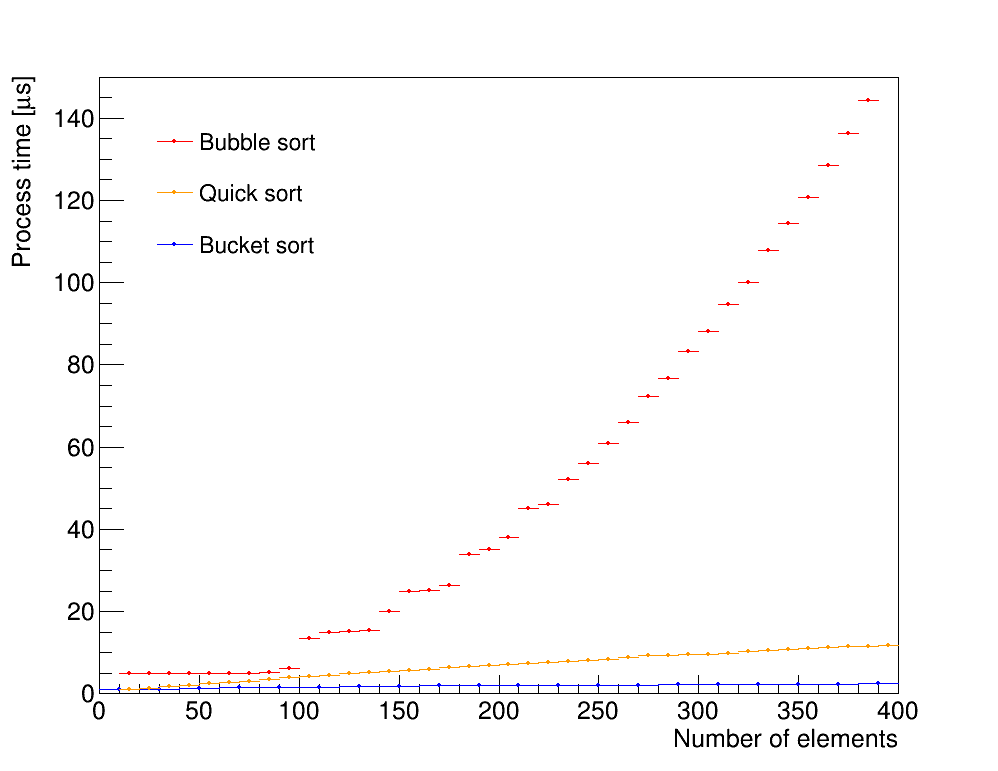 Process time [μs]
140
120
100
80
60
40
20
0
Bubble sort
Quick sort
Bucket sort
0 50 100 150 200 250 300 350 400
Number of elements